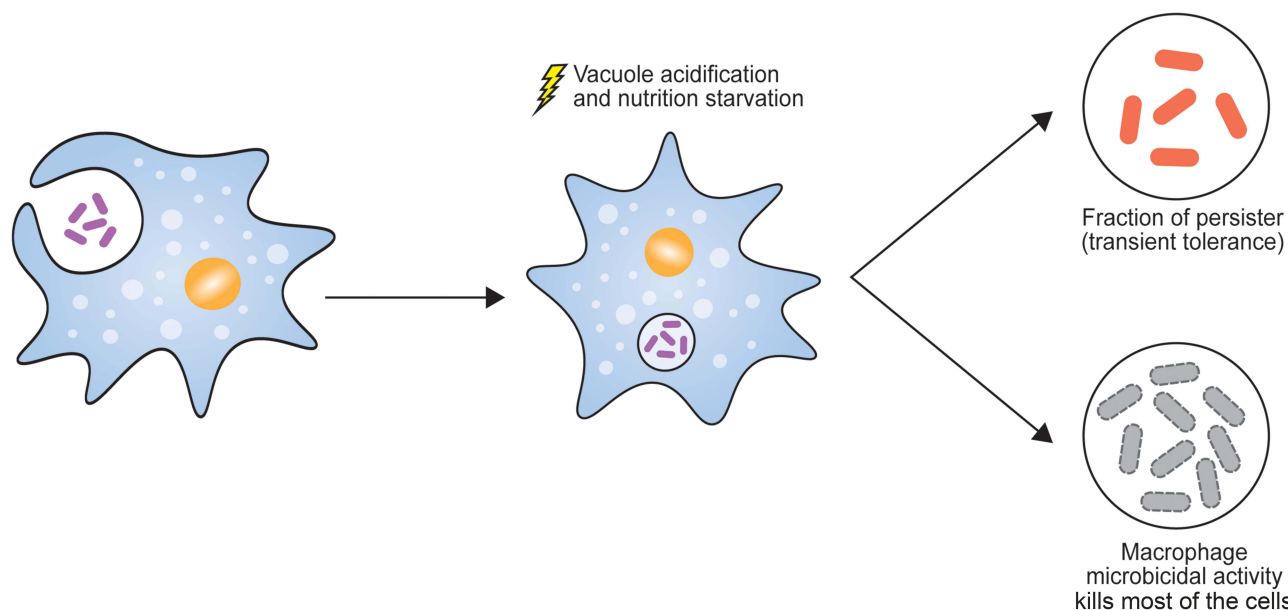 Vacuole acidification
and nutrition starvation
Fraction of persister
(transient tolerance)
Macrophage
microbicidal activity
kills most of the cells